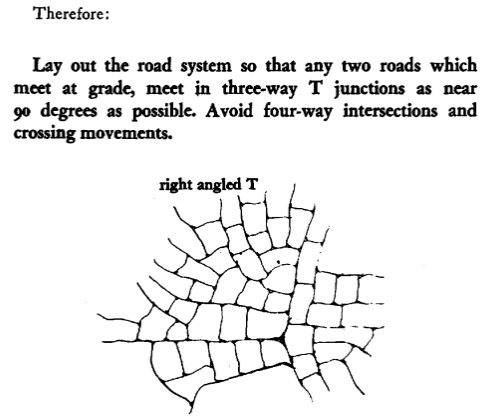 Therefore:
Lay out the road system so that any two roads which
meet at grade, meet in three-way T junctions as near
90 degrees as possible. Avoid four-way intersections and
crossing movements.
right angled T